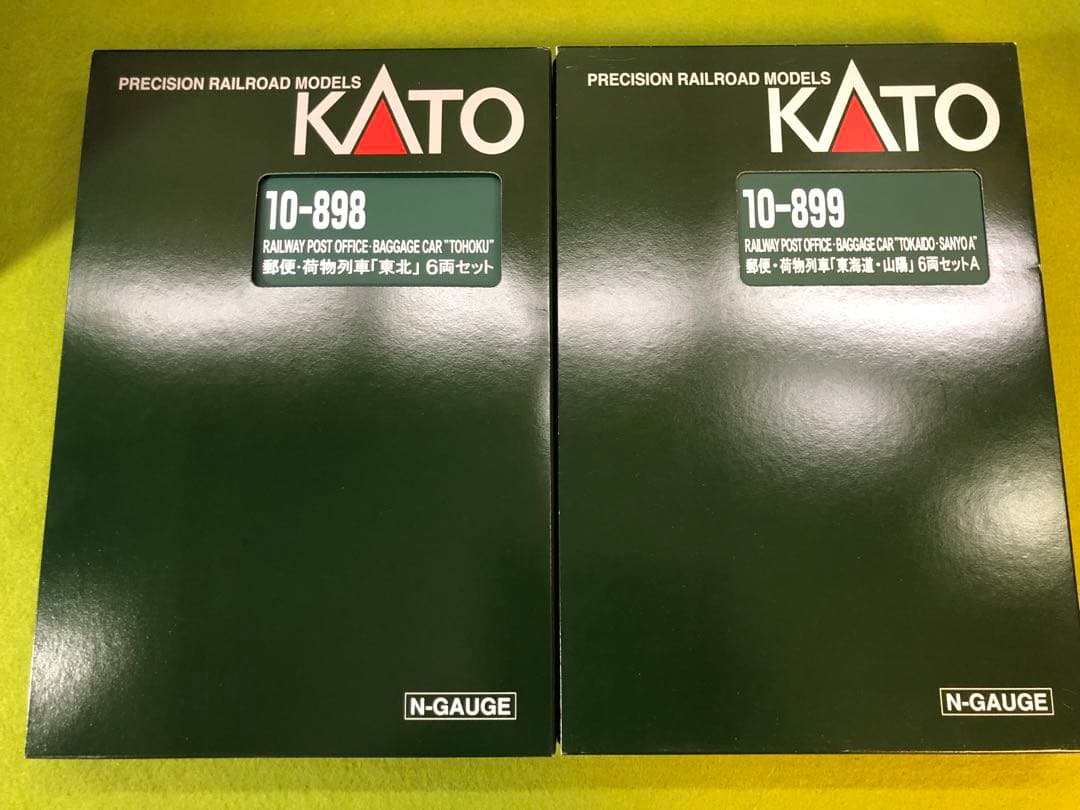 PRECISION RAILROAD MODELS
KATO
10-898
RAILWAY POST OFFICE·BAGGAGE CAR "TOHOKU"
郵便・荷物列車「東北」6両セット
N-GAUGE
PRECISION RAILROAD MODELS
KATO
10-899
RAILWAY POST OFFICE·BAGGAGE CAR "TOKAIDO·SANYO A"
郵便・荷物列車「東海道・山陽」6両セットA
N-GAUGE